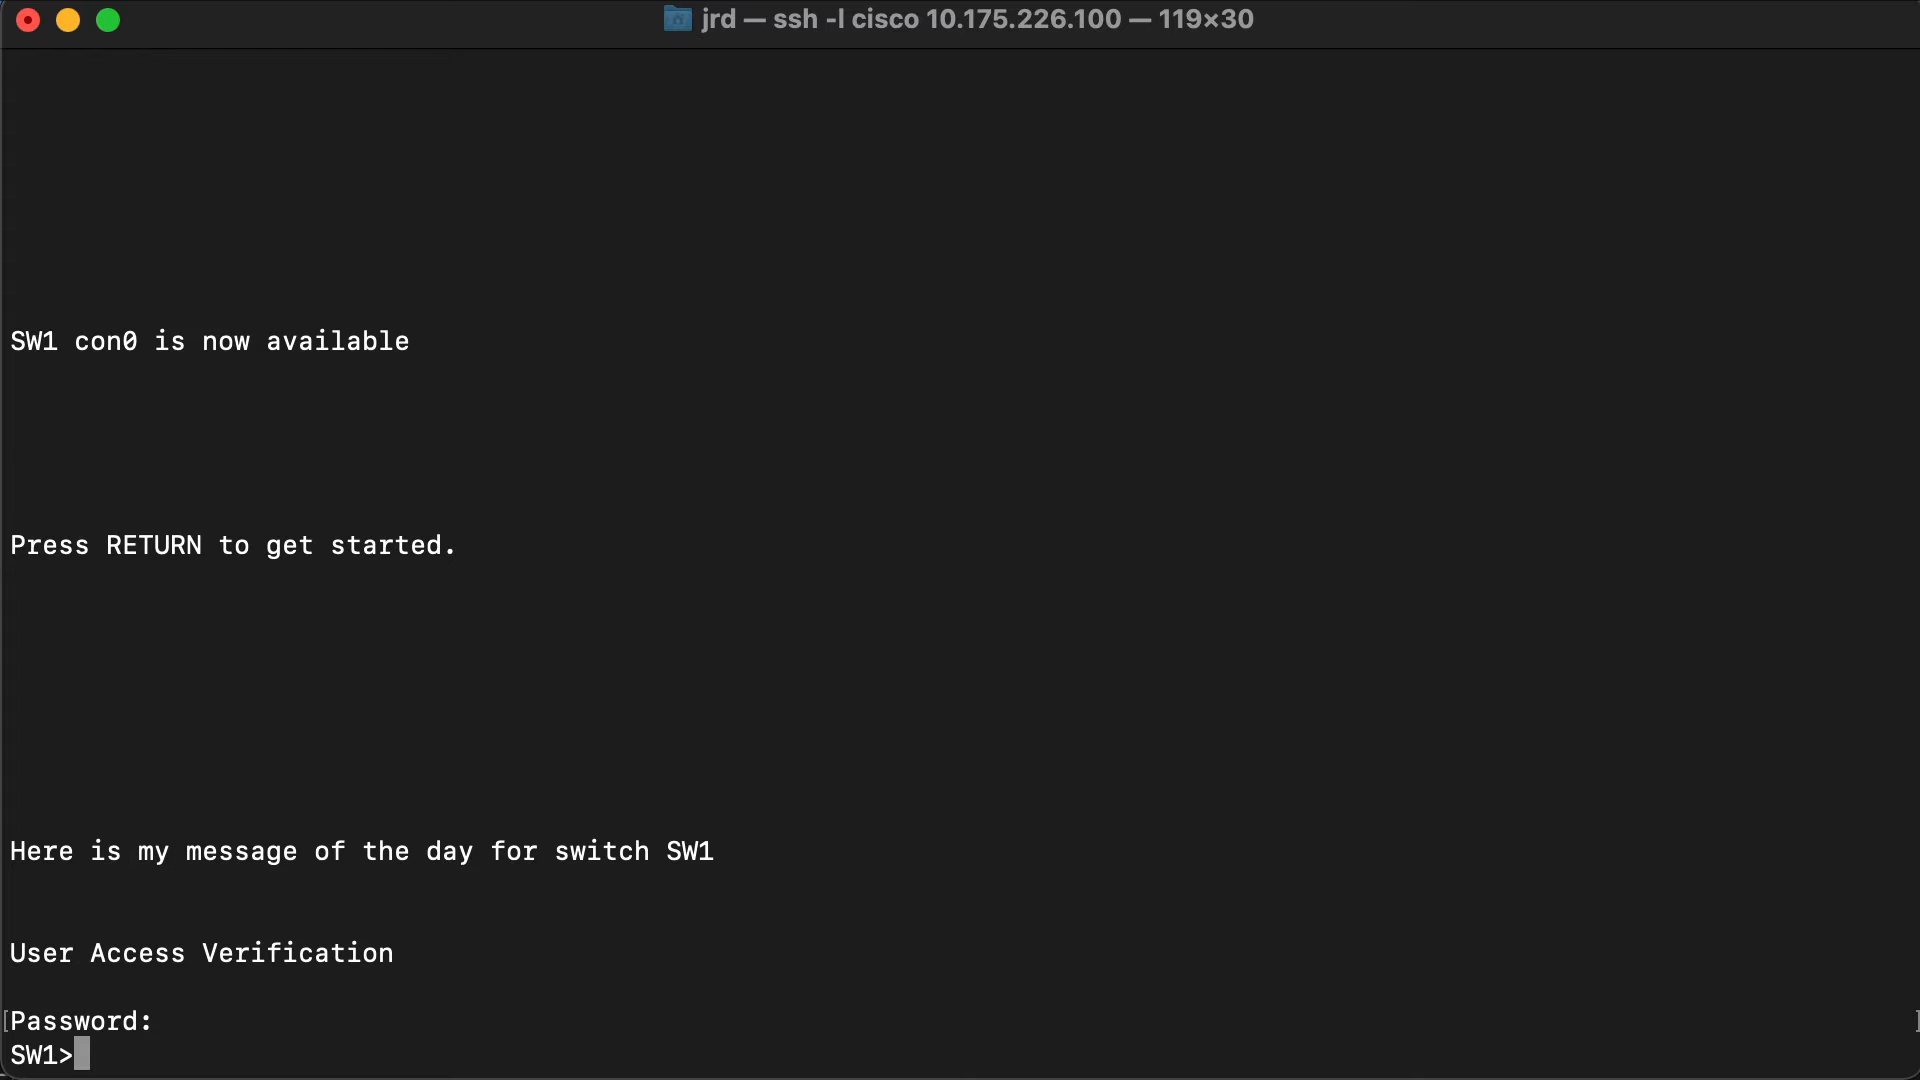 jrd — ssh -l cisco 10.175.226.100 — 119×30
SW1 con0 is now available
Press RETURN to get started.
Here is my message of the day for switch SW1
User Access Verification
Password:
SW1>